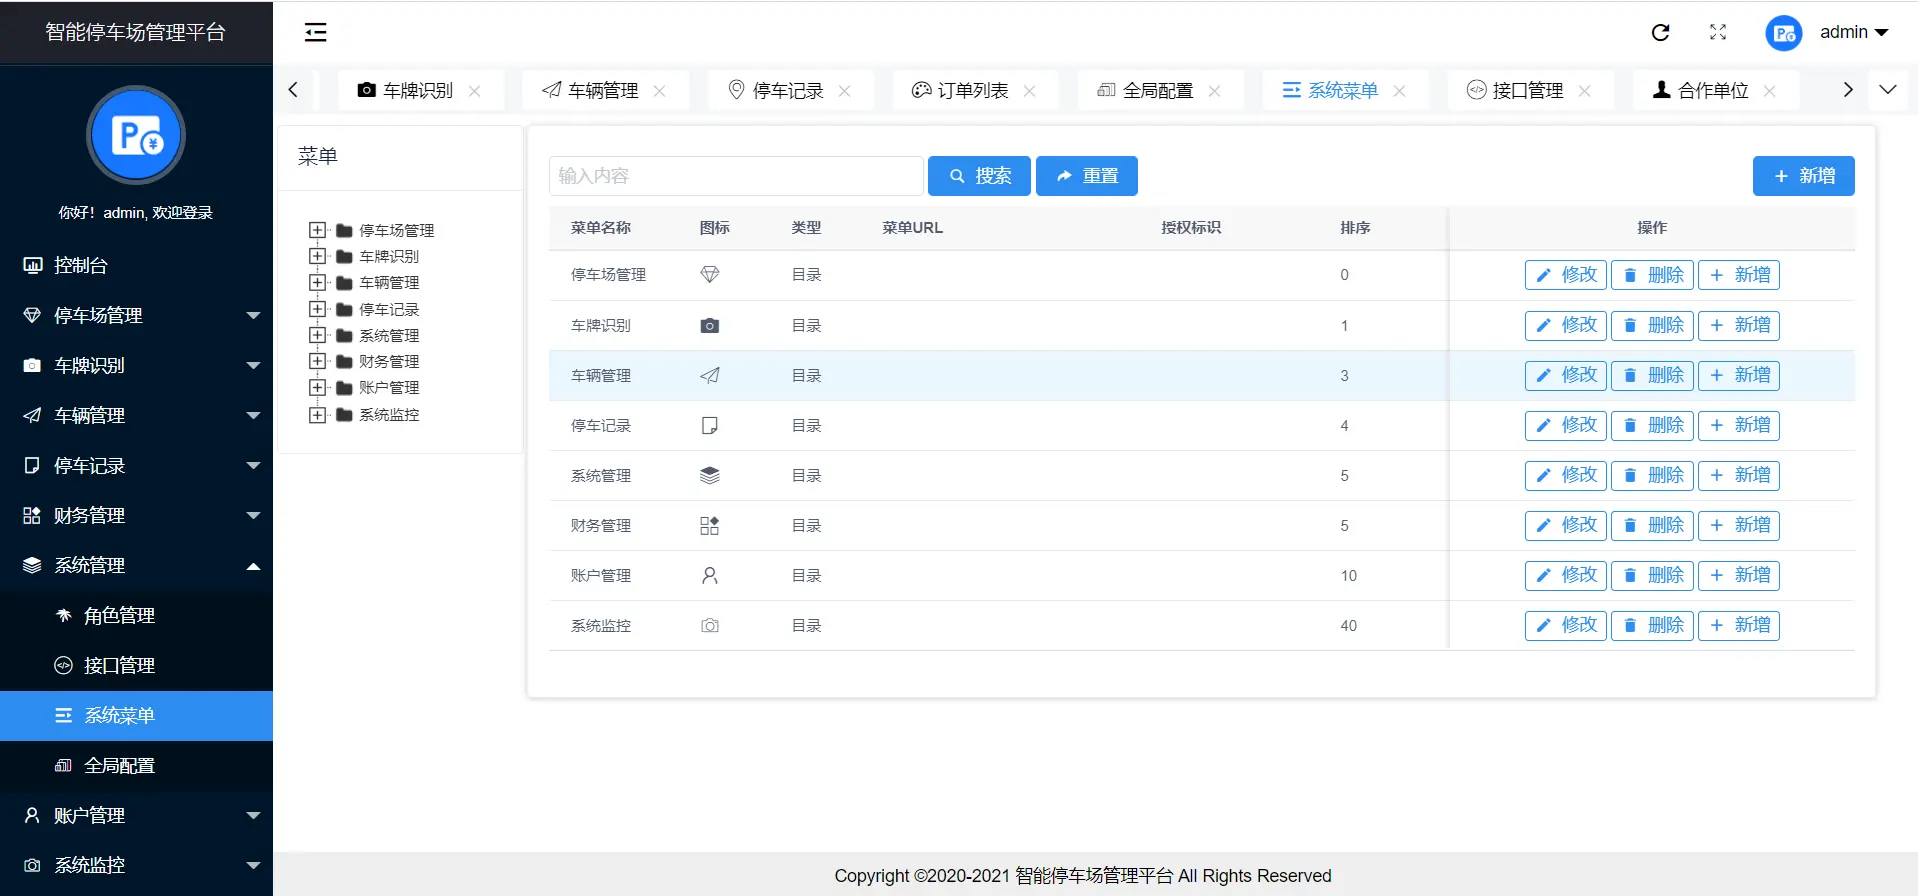 智能停车场管理平台
admin
车牌识别
车辆管理
停车记录
订单列表
全局配置
系统菜单
接口管理
合作单位
你好！admin, 欢迎登录
控制台
停车场管理
车牌识别
车辆管理
停车记录
财务管理
系统管理
角色管理
接口管理
系统菜单
全局配置
账户管理
系统监控
菜单
停车场管理
车牌识别
车辆管理
停车记录
系统管理
财务管理
账户管理
系统监控
输入内容 搜索 重置 新增
菜单名称 图标 类型 菜单URL 授权标识 排序 操作
停车场管理 目录 0 修改 删除 新增
车牌识别 目录 1 修改 删除 新增
车辆管理 目录 3 修改 删除 新增
停车记录 目录 4 修改 删除 新增
系统管理 目录 5 修改 删除 新增
财务管理 目录 5 修改 删除 新增
账户管理 目录 10 修改 删除 新增
系统监控 目录 40 修改 删除 新增
Copyright ©2020-2021 智能停车场管理平台 All Rights Reserved